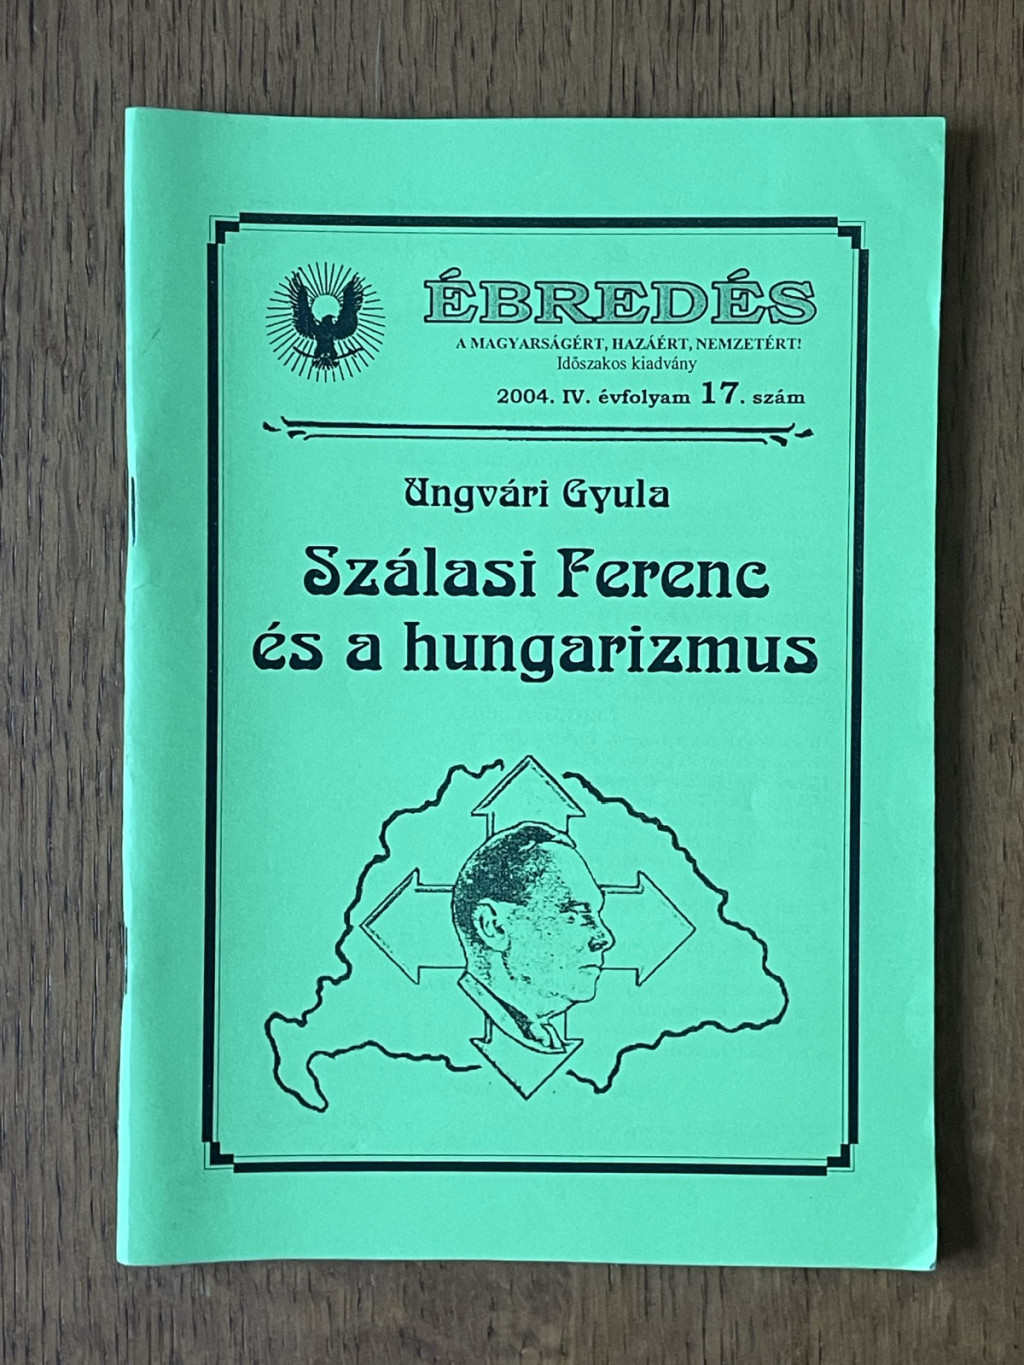 ÉBREDÉS
A MAGYARSÁGÉRT, HAZÁÉRT, NEMZETÉRT!
Időszakos kiadvány
2004. IV. évfolyam 17. szám
Ungvári Gyula
Szálasi Ferenc
és a hungarizmus